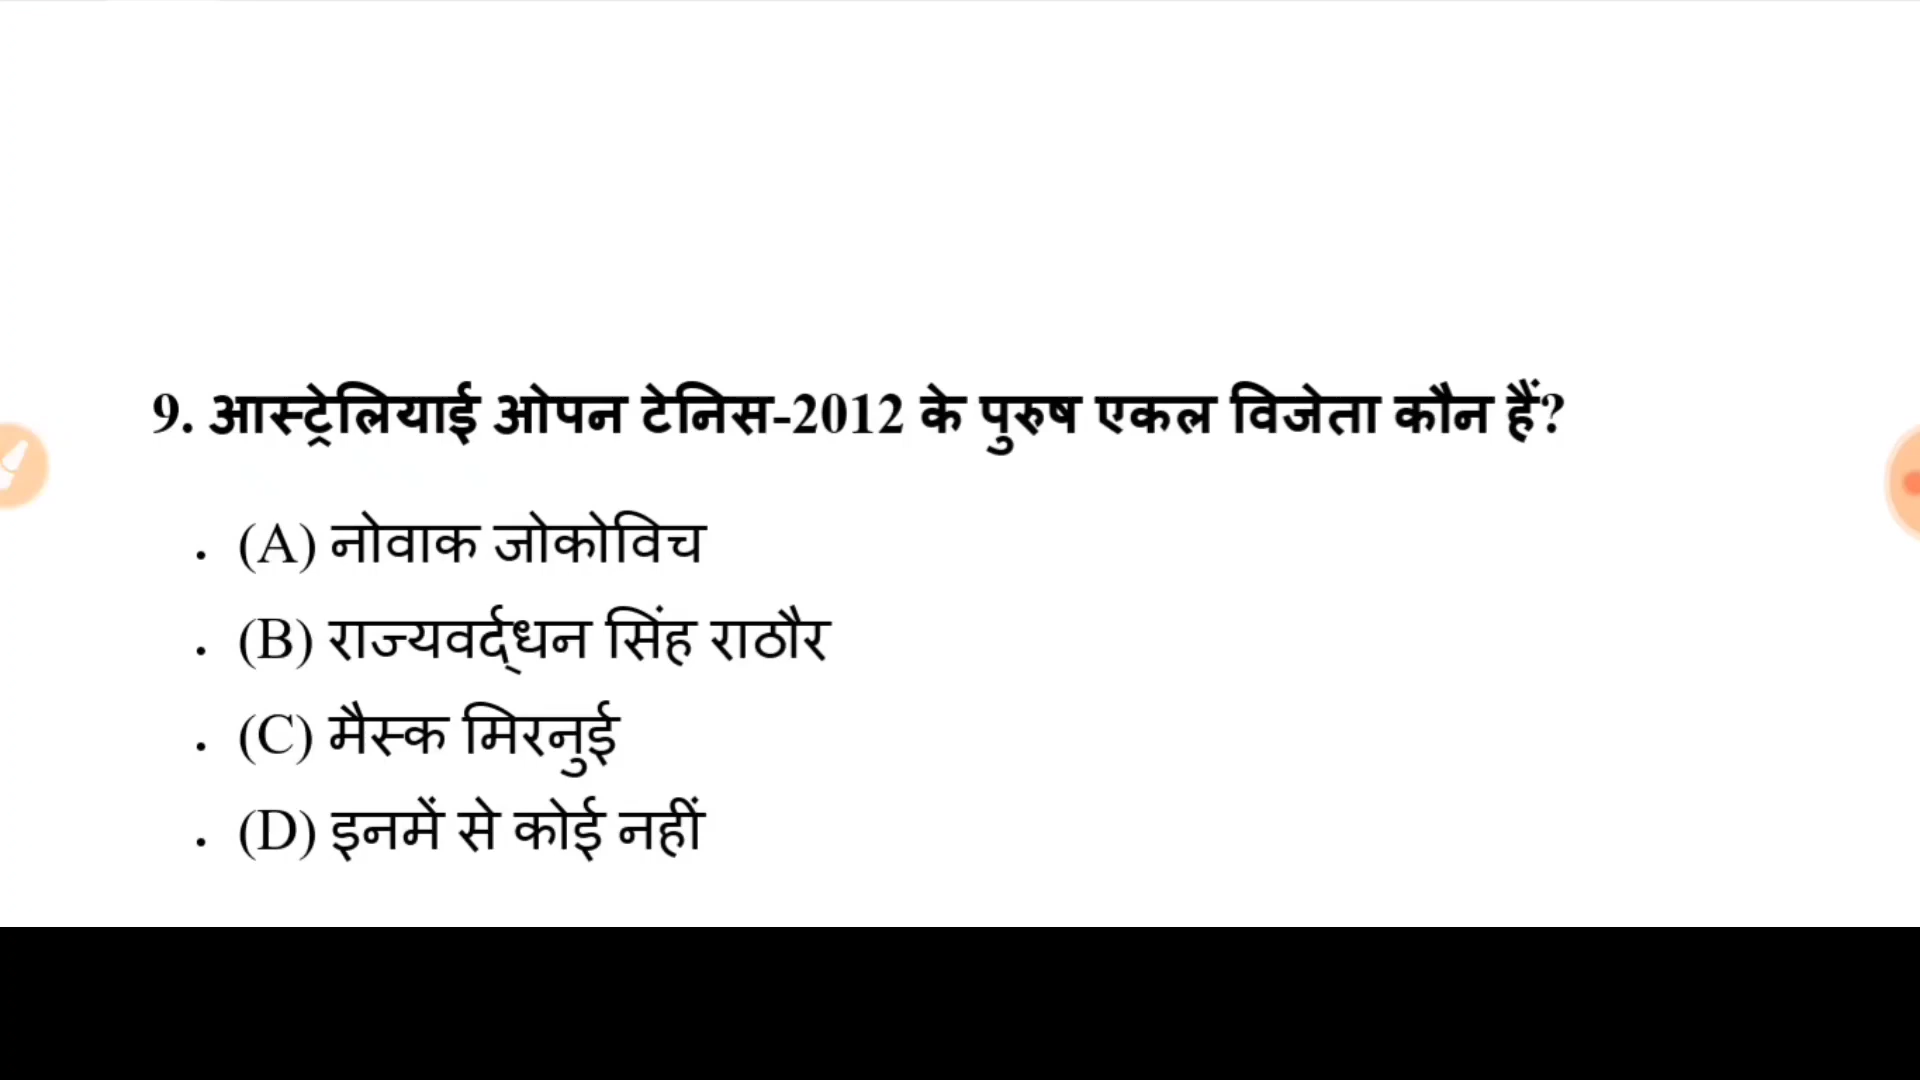 9. आस्ट्रेलियाई ओपन टेनिस-2012 के पुरुष एकल विजेता कौन हैं?
. (A) नोवाक जोकोविच
. (B) राज्यवर्द्धन सिंह राठौर
. (C) मैस्क मिरनुई
. (D) इनमें से कोई नहीं